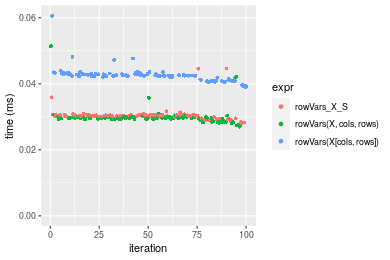 0.06
0.04
0.02
0.00
0
25
50
75
100
iteration
time (ms)
expr
rowVars_X_S
rowVars(X, cols, rows)
rowVars(X[cols, rows])